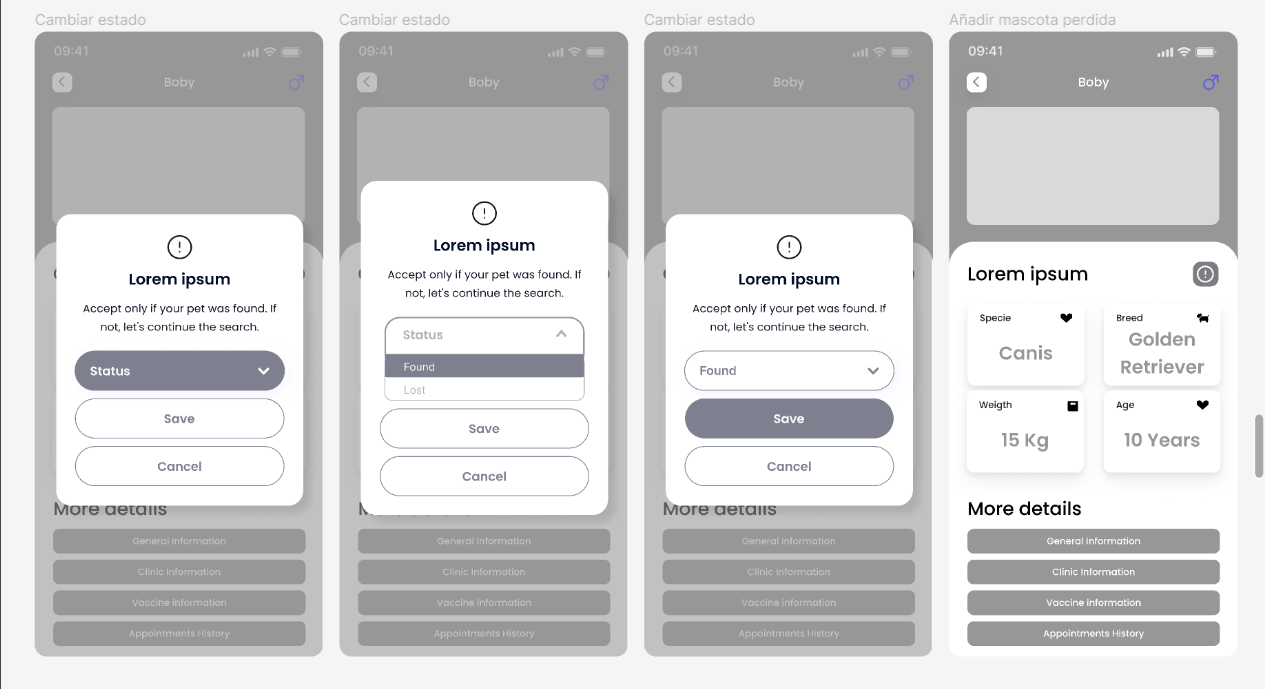 Cambiar estado
09:41
Boby
Lorem ipsum
Accept only if your pet was found. If
not, let's continue the search.
Status
Save
Cancel
More details
General Information
Clinic Information
Vaccine information
Appointments History
Cambiar estado
09:41
Boby
Lorem ipsum
Accept only if your pet was found. If
not, let's continue the search.
Status
Found
Lost
Save
Cancel
General Information
Clinic Information
Vaccine information
Appointments History
Cambiar estado
09:41
Boby
Lorem ipsum
Accept only if your pet was found. If
not, let's continue the search.
Found
Save
Cancel
More details
General Information
Clinic Information
Vaccine information
Appointments History
Añadir mascota perdida
09:41
Boby
Lorem ipsum
Specie
Canis
Breed
Golden
Retriever
Weigth
15 Kg
Age
10 Years
More details
General Information
Clinic Information
Vaccine information
Appointments History